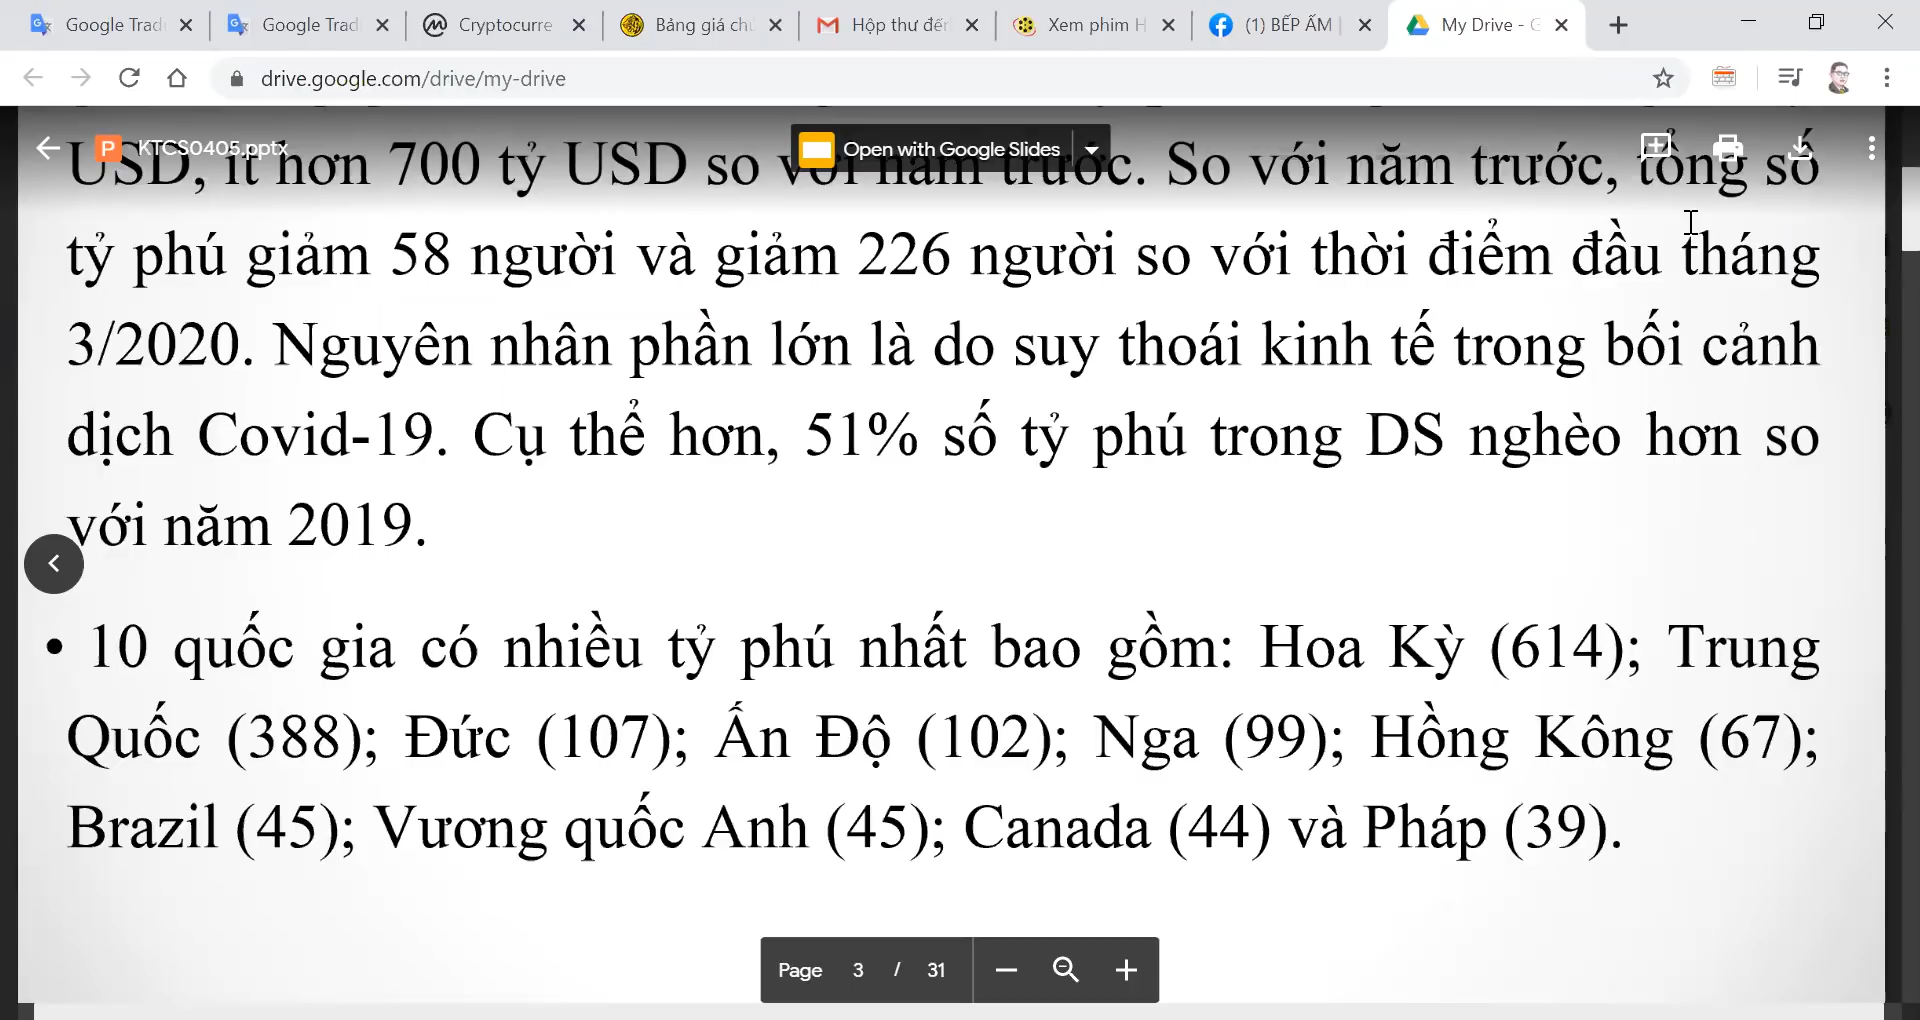 Google Trad
Google Trad
Cryptocurre
Bảng giá ch
Hộp thư đế
Xem phim H
(1) BẾP ẤM |
My Drive - G
drive.google.com/drive/my-drive
KTCS0405.pptx
Open with Google Slides
USD, ít hơn 700 tỷ USD so với năm trước. So với năm trước, tổng số
tỷ phú giảm 58 người và giảm 226 người so với thời điểm đầu tháng
3/2020. Nguyên nhân phần lớn là do suy thoái kinh tế trong bối cảnh
dịch Covid-19. Cụ thể hơn, 51% số tỷ phú trong DS nghèo hơn so
với năm 2019.
• 10 quốc gia có nhiều tỷ phú nhất bao gồm: Hoa Kỳ (614); Trung
Quốc (388); Đức (107); Ấn Độ (102); Nga (99); Hồng Kông (67);
Brazil (45); Vương quốc Anh (45); Canada (44) và Pháp (39).
Page 3 / 31